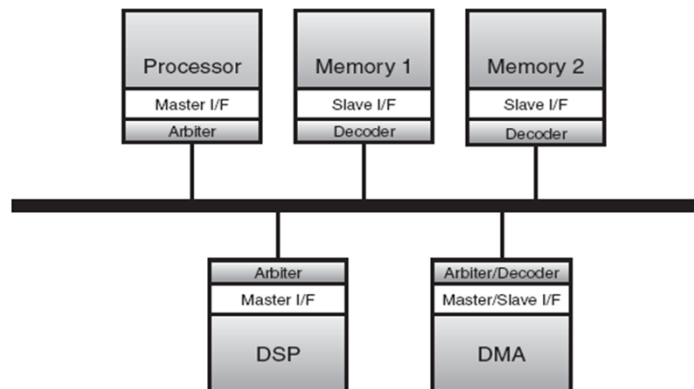 Processor
Master I/F
Arbiter
Memory 1
Slave I/F
Decoder
Memory 2
Slave I/F
Decoder
Arbiter
Master I/F
DSP
Arbiter/Decoder
Master/Slave I/F
DMA